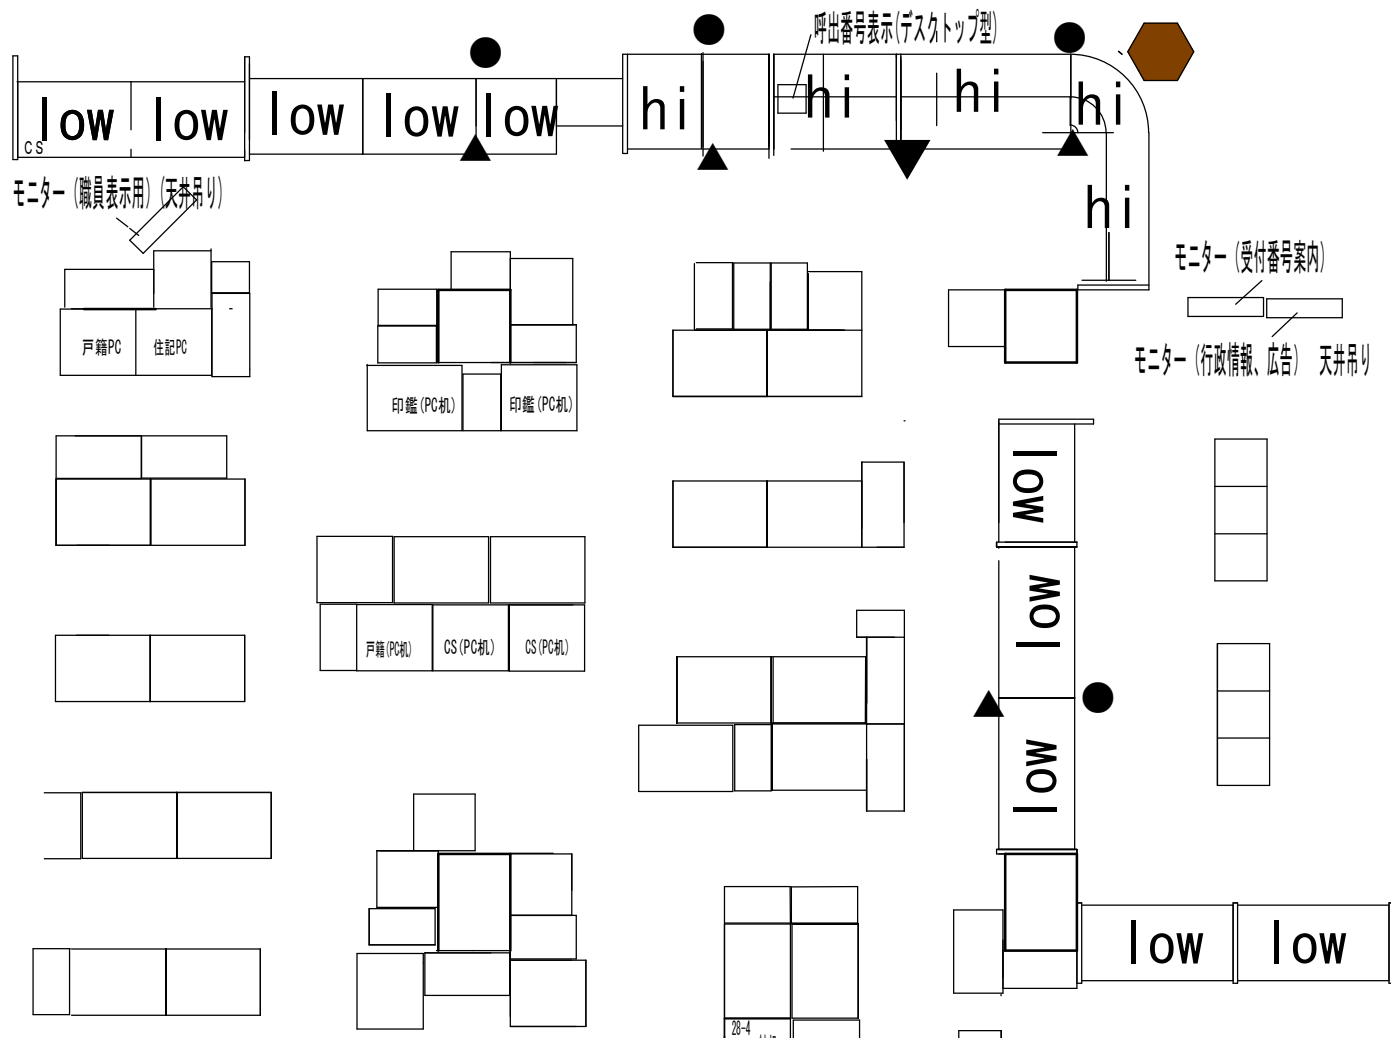 呼出番号表示(デスクトップ型)
low
low
low
low
low
hi
hi
hi
hi
CS
モニター（職員表示用）(天井吊り)
hi
モニター（受付番号案内）
モニター（行政情報、広告）　天井吊り
戸籍PC
住記PC
印鑑(PC机)
印鑑(PC机)
low
low
戸籍(PC机)
CS(PC机)
CS(PC机)
low
low
low
28-4